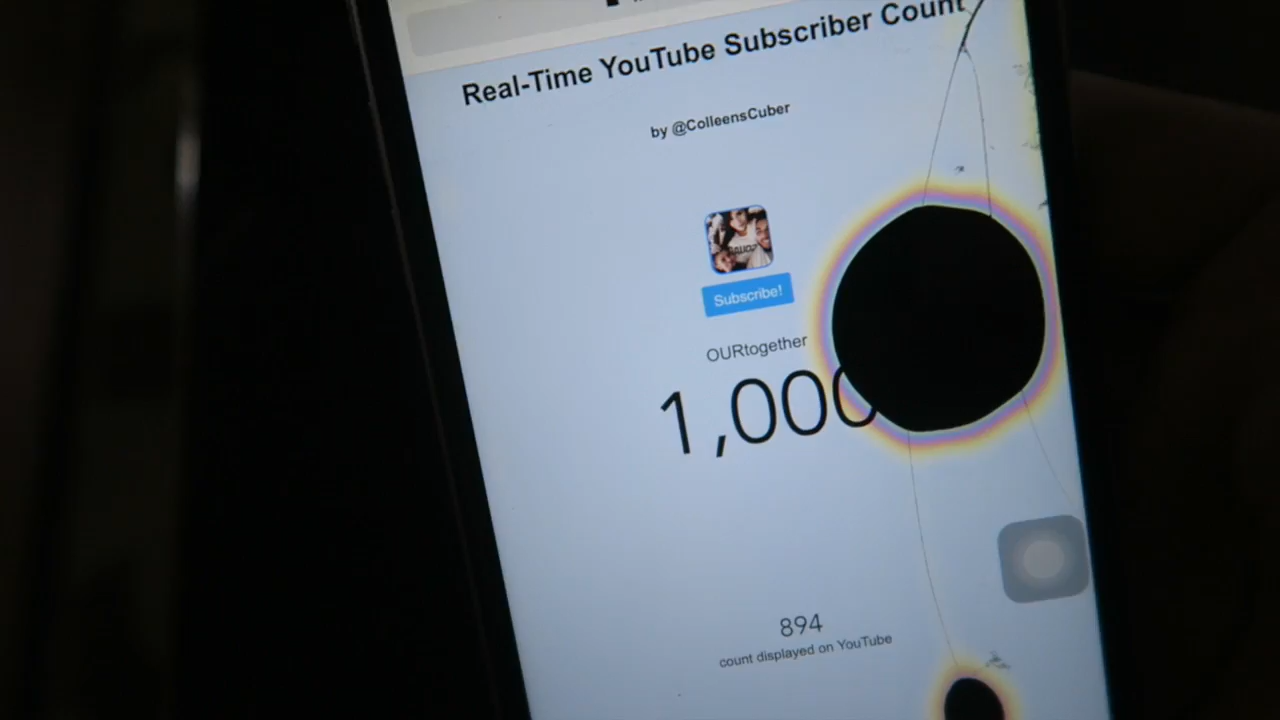 Real-Time YouTube Subscriber Count
by @ColleensCuber
Subscribe!
OURtogether
1,000
894
count displayed on YouTube